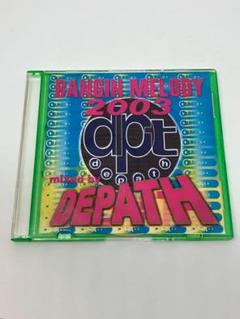 BANGIN MELODY
2003
dpt
depath
mixed by
DEPATH